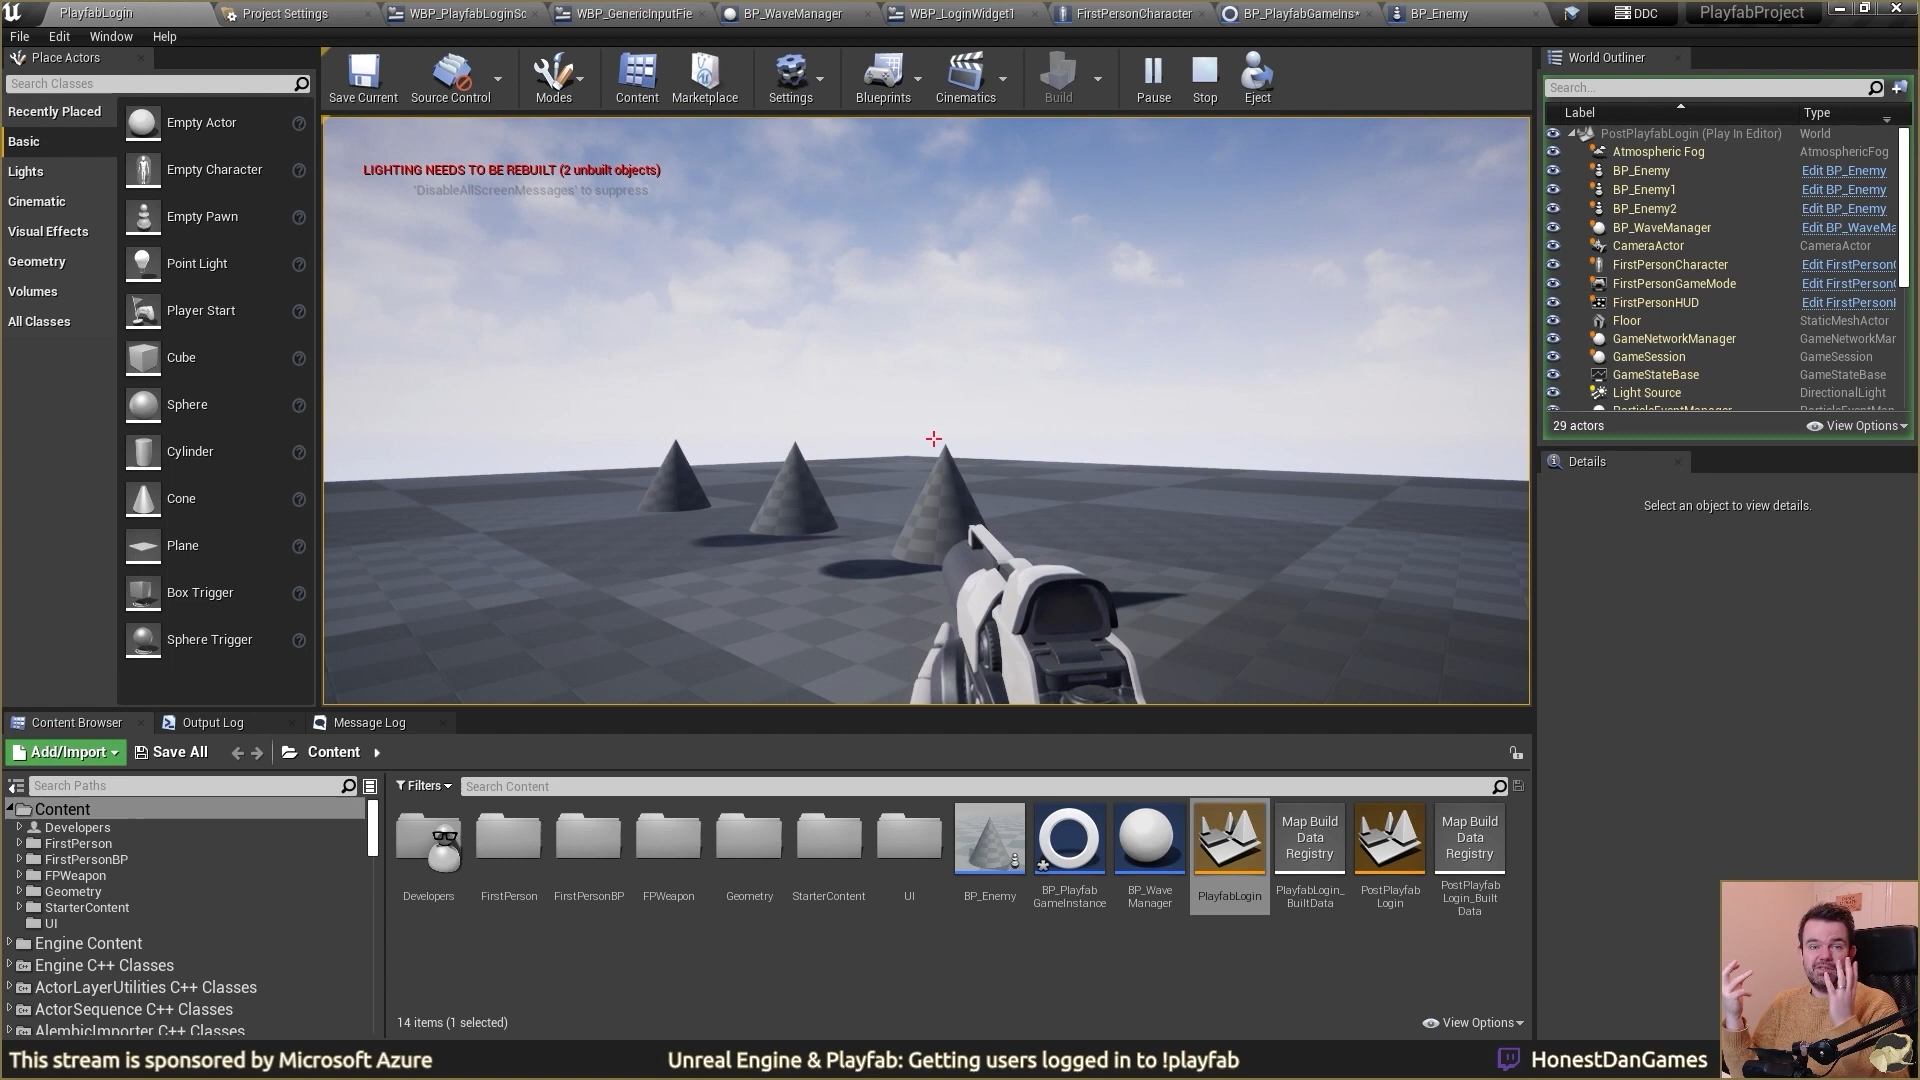 PlayfabLogin
Project Settings
WBP_PlayfabLoginSc
WBP_GenericInputFie
BP_WaveManager
WBP_LoginWidget1
FirstPersonCharacter
BP_PlayfabGameIns*
BP_Enemy
DDC
PlayfabProject
File
Edit
Window
Help
Place Actors
Search Classes
Recently Placed
Basic
Lights
Cinematic
Visual Effects
Geometry
Volumes
All Classes
Empty Actor
Empty Character
Empty Pawn
Point Light
Player Start
Cube
Sphere
Cylinder
Cone
Plane
Box Trigger
Sphere Trigger
Save Current
Source Control
Modes
Content
Marketplace
Settings
Blueprints
Cinematics
Build
Pause
Stop
Eject
LIGHTING NEEDS TO BE REBUILT (2 unbuilt objects)
'DisableAllScreenMessages' to suppress
World Outliner
Search...
Label Type
PostPlayfabLogin (Play In Editor) World
Atmospheric Fog AtmosphericFog
BP_Enemy Edit BP_Enemy
BP_Enemy1 Edit BP_Enemy
BP_Enemy2 Edit BP_Enemy
BP_WaveManager Edit BP_WaveMa
CameraActor CameraActor
FirstPersonCharacter Edit FirstPerson
FirstPersonGameMode Edit FirstPerson
FirstPersonHUD Edit FirstPerson
Floor StaticMeshActor
GameNetworkManager GameNetworkMar
GameSession GameSession
GameStateBase GameStateBase
Light Source DirectionalLight
29 actors
View Options
Details
Select an object to view details.
Content Browser
Output Log
Message Log
Add/Import
Save All
Content
Search Paths
Content
Developers
FirstPerson
FirstPersonBP
FPWeapon
Geometry
StarterContent
UI
Engine Content
Engine C++ Classes
ActorLayerUtilities C++ Classes
ActorSequence C++ Classes
AlembicImporter C++ Classes
Filters
Search Content
Developers
FirstPerson
FirstPersonBP
FPWeapon
Geometry
StarterContent
UI
BP_Enemy
BP_Playfab
GameInstance
BP_Wave
Manager
PlayfabLogin
Map Build
Data
Registry
PlayfabLogin_
BuiltData
PostPlayfab
Login
Map Build
Data
Registry
PostPlayfab
Login_Built
Data
14 items (1 selected)
View Options
This stream is sponsored by Microsoft Azure
Unreal Engine & Playfab: Getting users logged in to !playfab
HonestDanGames